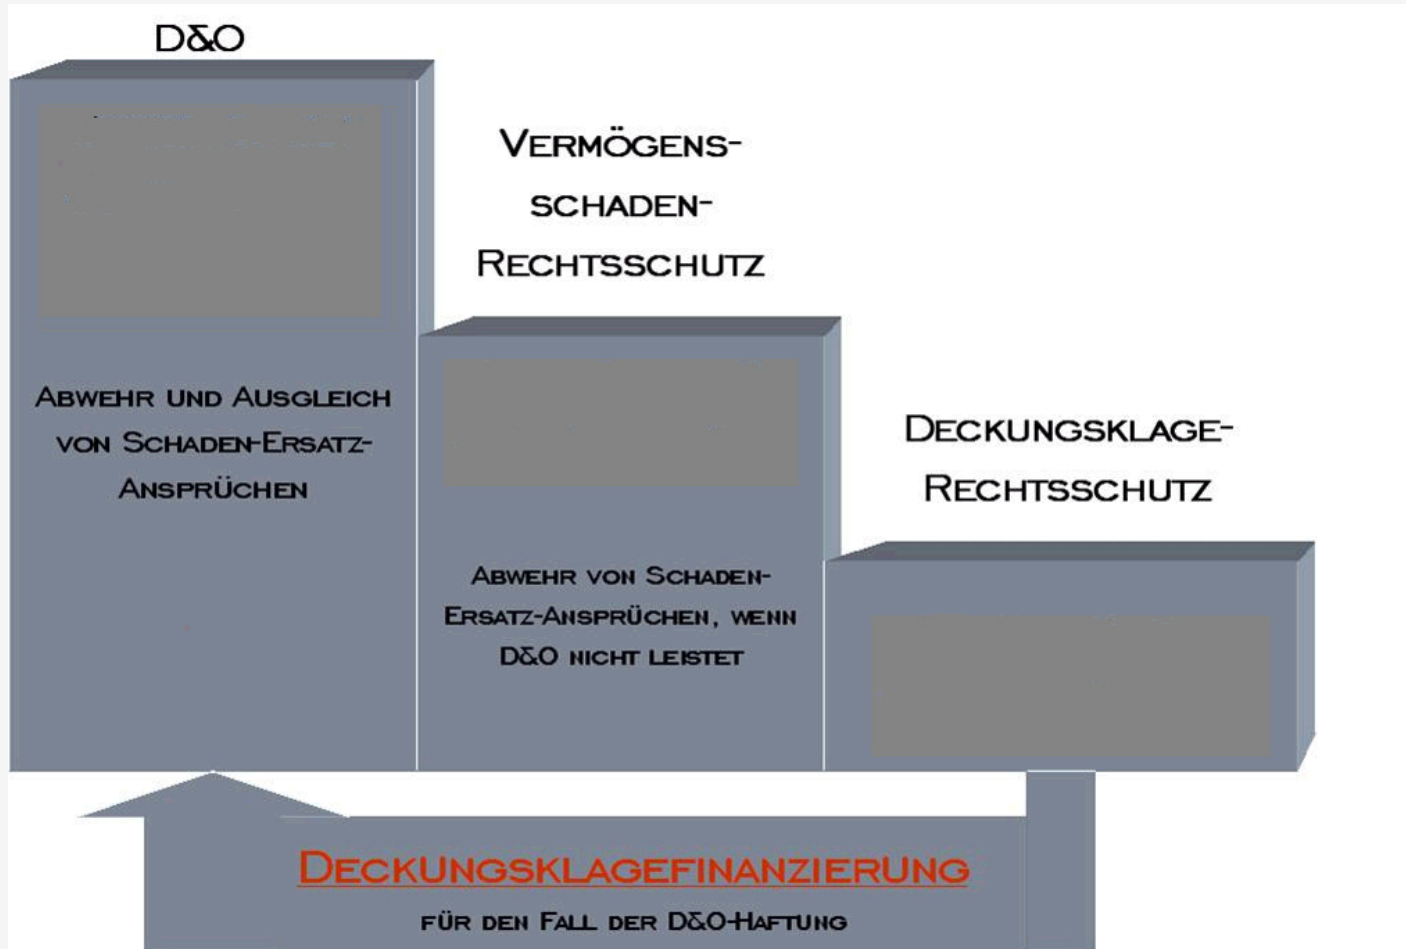 D&O
Vermögens-
schaden-
Rechtsschutz
Abwehr und Ausgleich
von Schaden-Ersatz-
Ansprüchen
Deckungsklage-
Rechtsschutz
Abwehr von Schaden-
Ersatz-Ansprüchen, wenn
D&O nicht leistet
Deckungsklagefinanzierung
für den Fall der D&O-Haftung